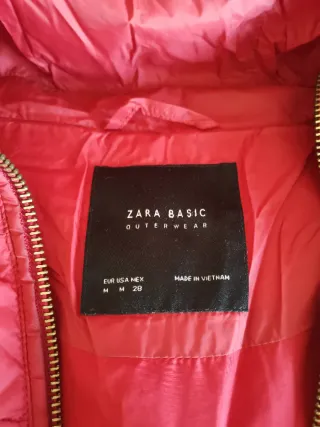 ZARA BASIC
OUTERWEAR
EUR USA MEX MADE IN VIETNAM
M M 28